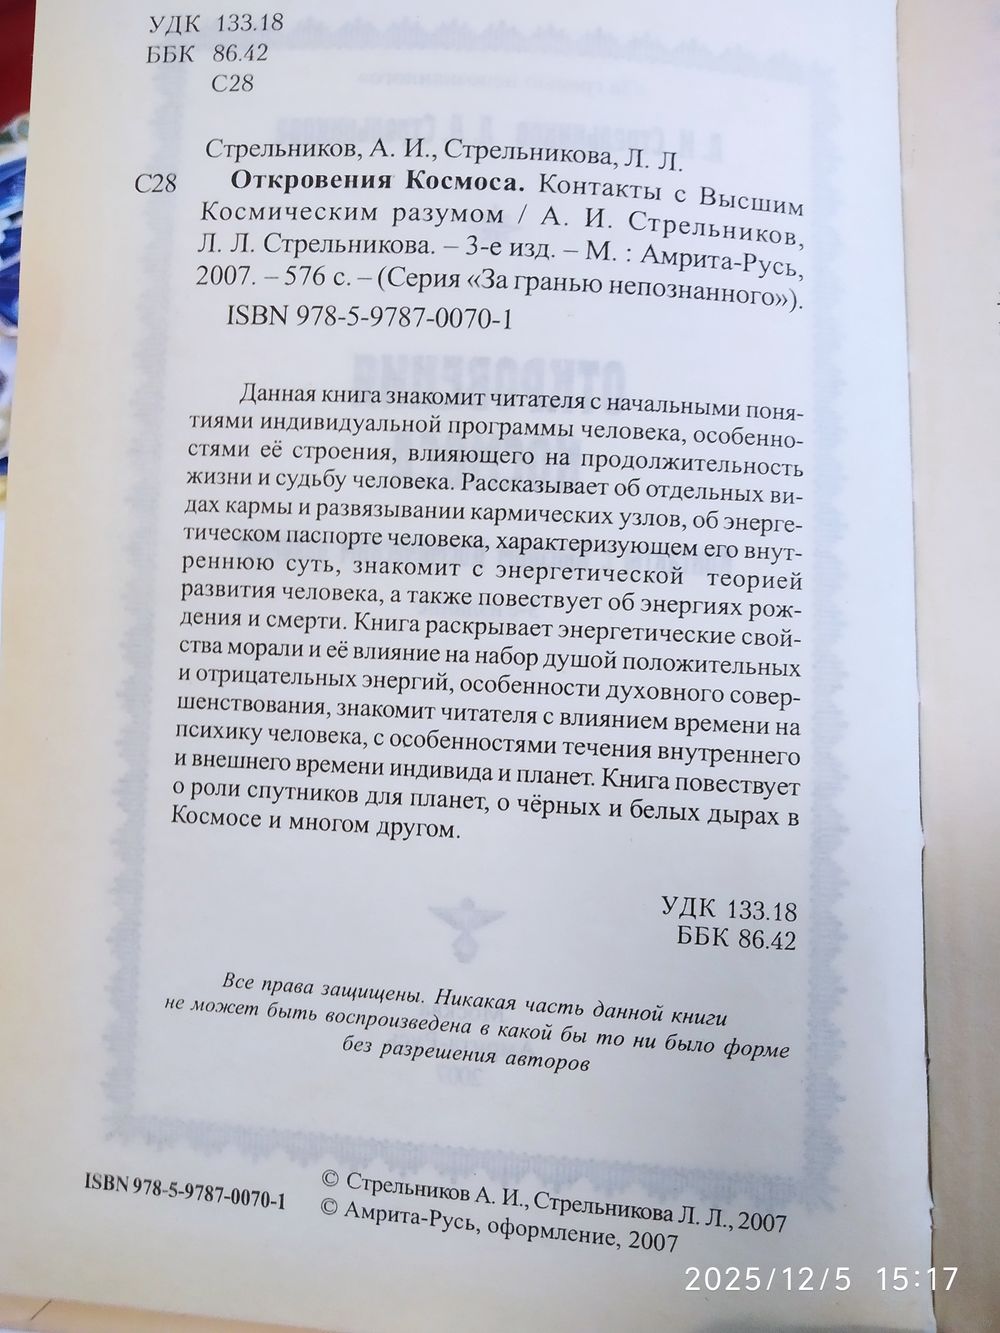 УДК 133.18
ББК 86.42
С28
Стрельников, А. И., Стрельникова, Л. Л.
С28 Откровения Космоса. Контакты с Высшим
Космическим разумом / А. И. Стрельников,
Л. Л. Стрельникова. – 3-е изд. – М. : Амрита-Русь,
2007. – 576 с. – (Серия «За гранью непознанного»).
ISBN 978-5-9787-0070-1
Данная книга знакомит читателя с начальными поня-
тиями индивидуальной программы человека, особенно-
стями её строения, влияющего на продолжительность
жизни и судьбу человека. Рассказывает об отдельных ви-
дах кармы и развязывании кармических узлов, об энерге-
тическом паспорте человека, характеризующем его внут-
реннюю суть, знакомит с энергетической теорией
развития человека, а также повествует об энергиях рож-
дения и смерти. Книга раскрывает энергетические свой-
ства морали и её влияние на набор душой положительных
и отрицательных энергий, особенности духовного совер-
шенствования, знакомит читателя с влиянием времени на
психику человека, с особенностями течения внутреннего
и внешнего времени индивида и планет. Книга повествует
о роли спутников для планет, о чёрных и белых дырах в
Космосе и многом другом.
УДК 133.18
ББК 86.42
Все права защищены. Никакая часть данной книги
не может быть воспроизведена в какой бы то ни было форме
без разрешения авторов
ISBN 978-5-9787-0070-1
© Стрельников А. И., Стрельникова Л. Л., 2007
© Амрита-Русь, оформление, 2007
2025/12/5 15:17